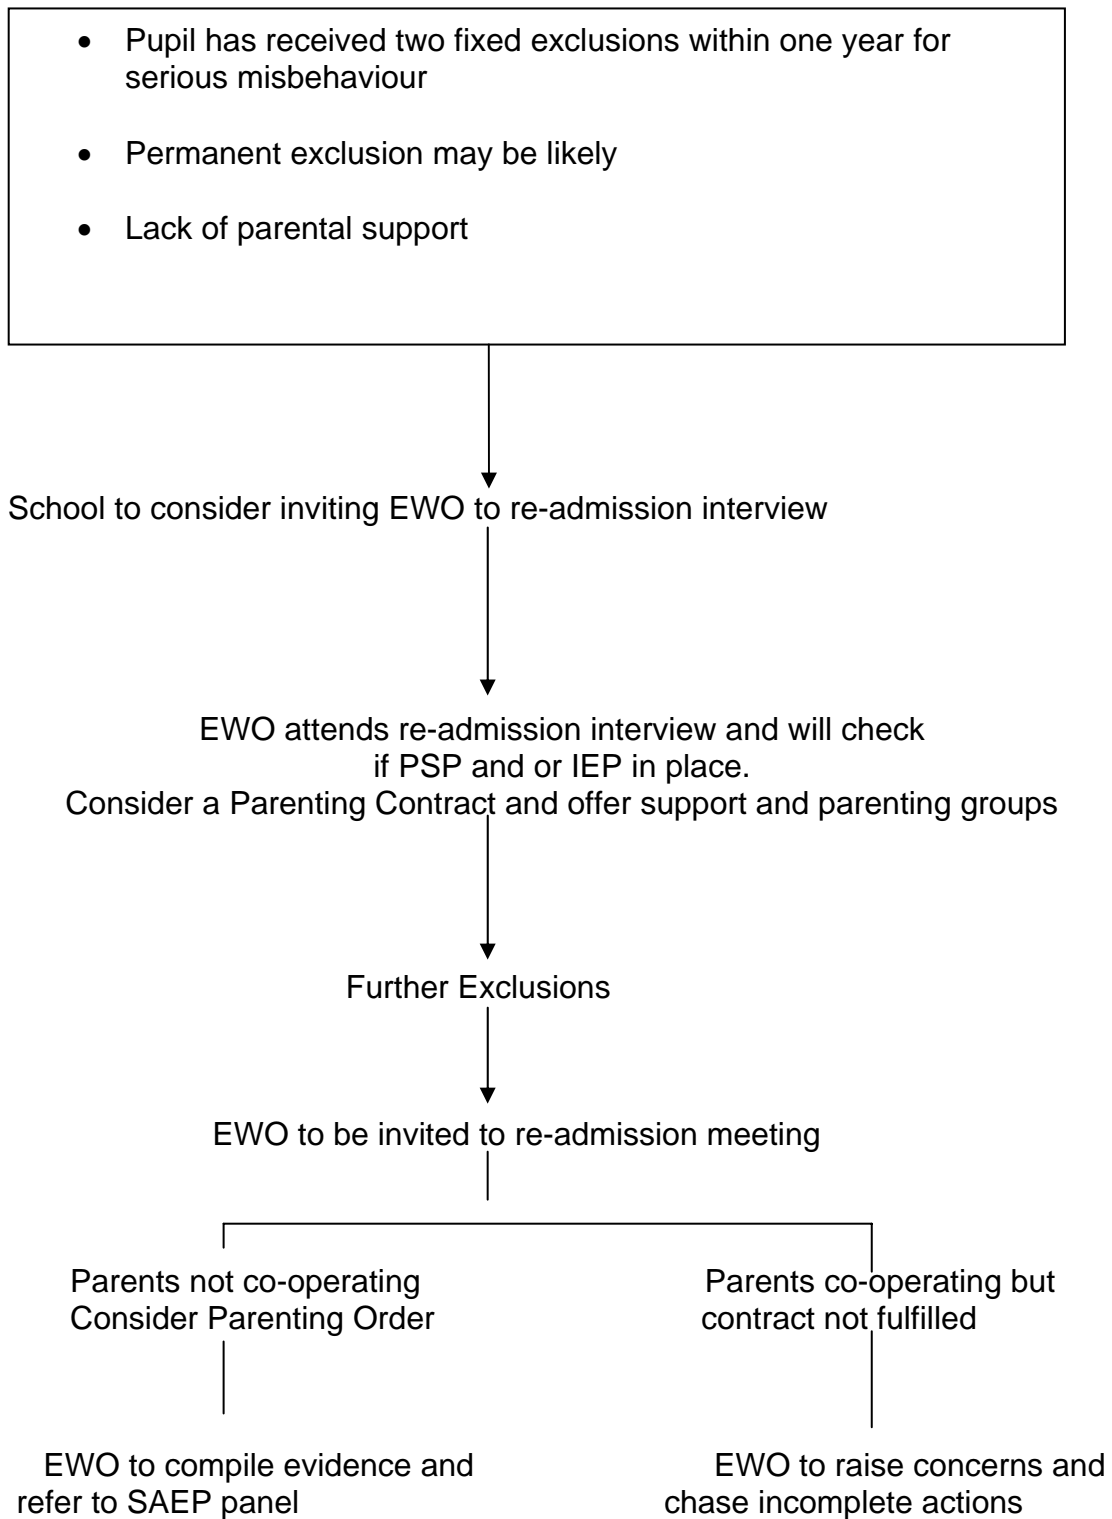 • Pupil has received two fixed exclusions within one year for
serious misbehaviour
• Permanent exclusion may be likely
• Lack of parental support
School to consider inviting EWO to re-admission interview
EWO attends re-admission interview and will check
if PSP and or IEP in place.
Consider a Parenting Contract and offer support and parenting groups
Further Exclusions
EWO to be invited to re-admission meeting
Parents not co-operating
Consider Parenting Order
Parents co-operating but
contract not fulfilled
EWO to compile evidence and
refer to SAEP panel
EWO to raise concerns and
chase incomplete actions